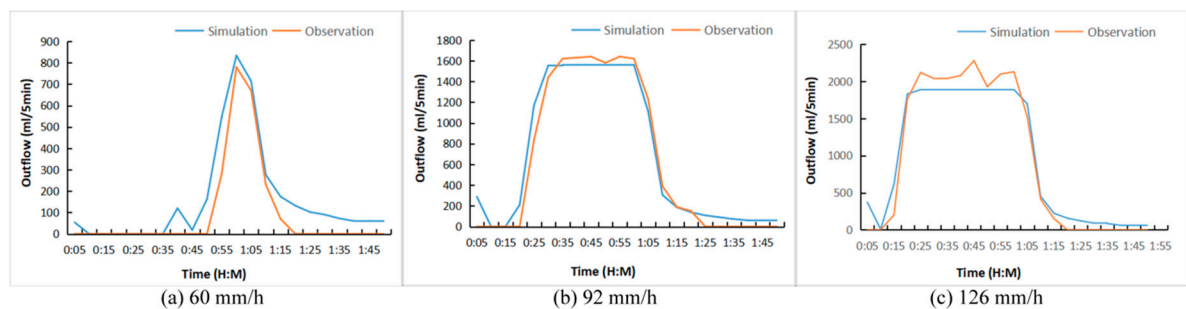 Simulation Observation
Outflow (ml/5min)
900
800
700
600
500
400
300
200
100
0
0:05 0:15 0:25 0:35 0:45 0:55 1:05 1:15 1:25 1:35 1:45
Time (H:M)
(a) 60 mm/h
Simulation Observation
Outflow (ml/5min)
1800
1600
1400
1200
1000
800
600
400
200
0
0:05 0:15 0:25 0:35 0:45 0:55 1:05 1:15 1:25 1:35 1:45
Time (H:M)
(b) 92 mm/h
Simulation Observation
Outflow (ml/5min)
2500
2000
1500
1000
500
0
0:05 0:15 0:25 0:35 0:45 0:55 1:05 1:15 1:25 1:35 1:45 1:55
Time (H:M)
(c) 126 mm/h